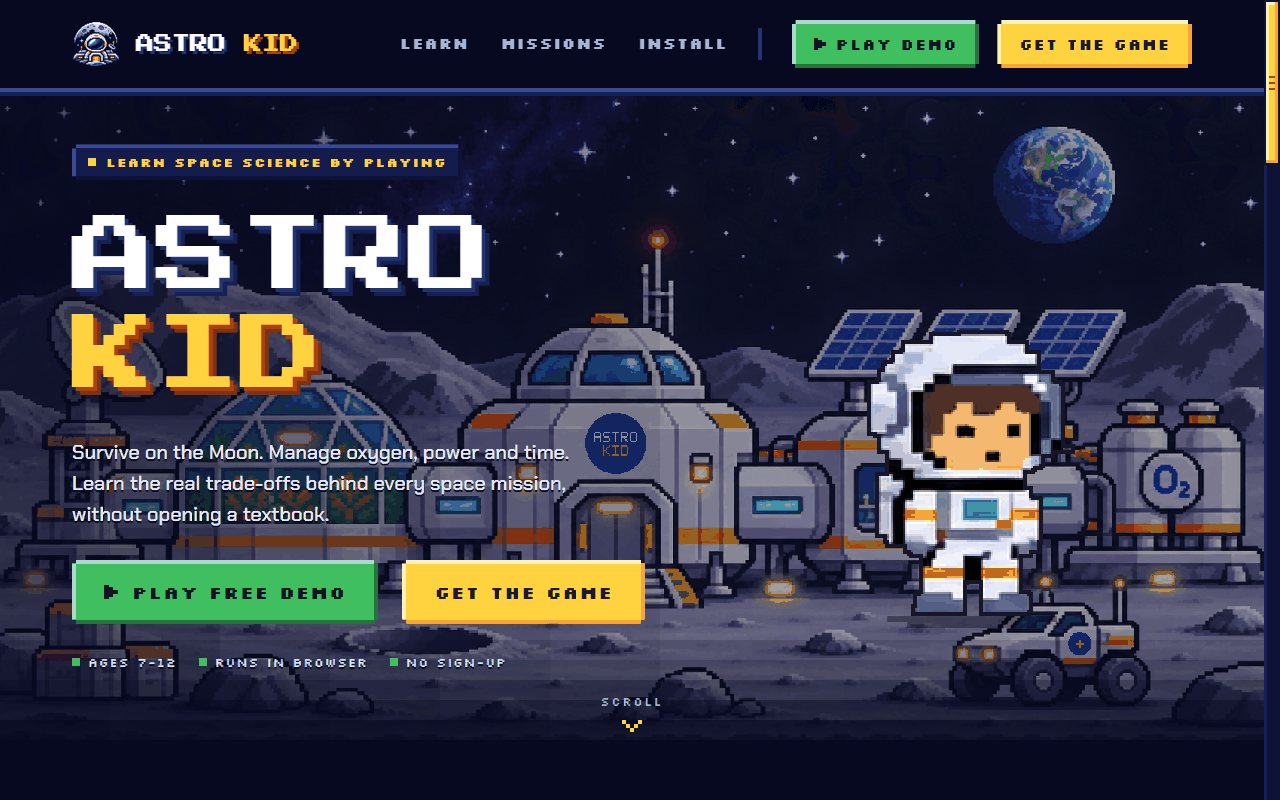 ASTRO KID
LEARN
MISSIONS
INSTALL
PLAY DEMO
GET THE GAME
LEARN SPACE SCIENCE BY PLAYING
ASTRO
KID
ASTRO
KID
Survive on the Moon. Manage oxygen, power and time.
Learn the real trade-offs behind every space mission,
without opening a textbook.
1
O2
PLAY FREE DEMO
GET THE GAME
AGES 7-12
RUNS IN BROWSER
NO SIGN-UP
SCROLL